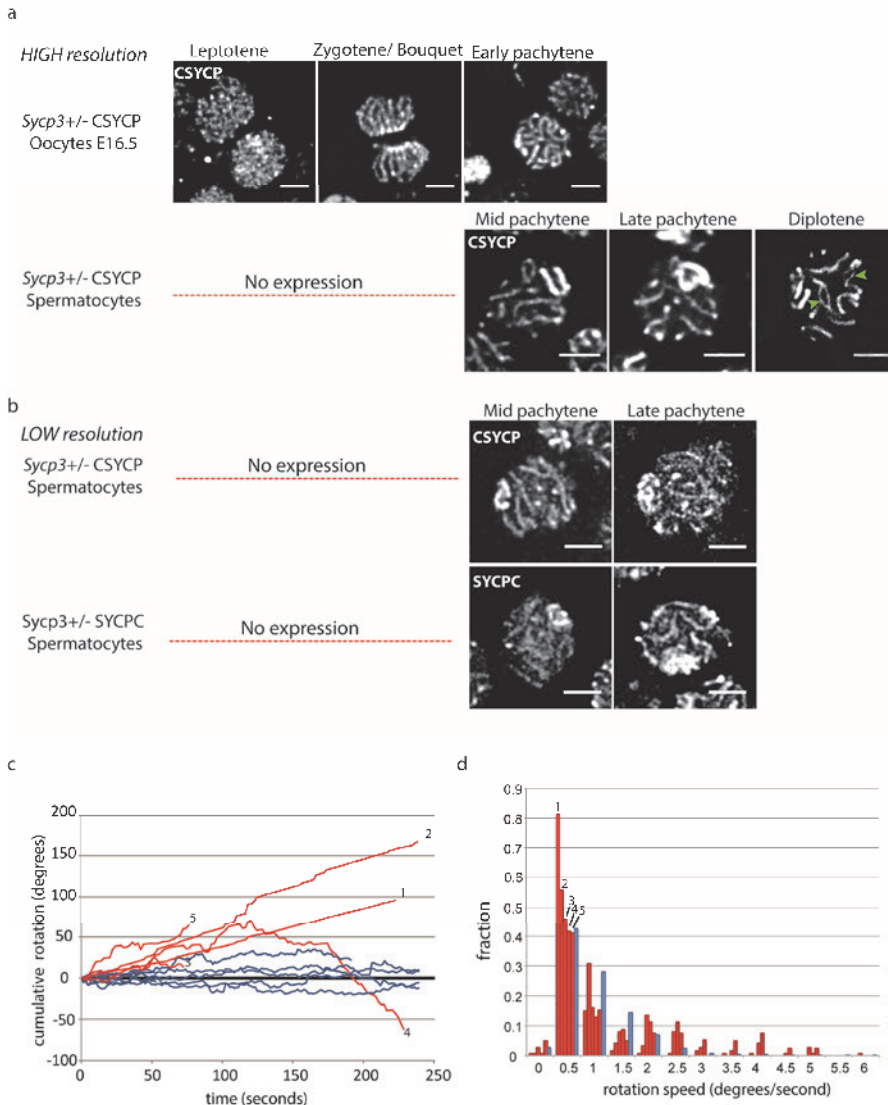 a
HIGH resolution
Leptotene Zygotene/ Bouquet Early pachytene
CSYCP
Sycp3+/- CSYCP
Oocytes E16.5
Mid pachytene Late pachytene Diplotene
CSYCP
Sycp3+/- CSYCP
Spermatocytes
No expression
b
LOW resolution
Mid pachytene Late pachytene
CSYCP
Sycp3+/- CSYCP
Spermatocytes
No expression
SYCPC
Sycp3+/- SYCPC
Spermatocytes
No expression
c
cumulative rotation (degrees)
200
150
100
50
0
-50
-100
2
1
5
3
4
0 50 100 150 200 250
time (seconds)
d
fraction
0.9
0.8
0.7
0.6
0.5
0.4
0.3
0.2
0.1
0
1
2
3
4 5
0 0.5 1 1.5 2 2.5 3 3.5 4 4.5 5 5.5 6
rotation speed (degrees/second)